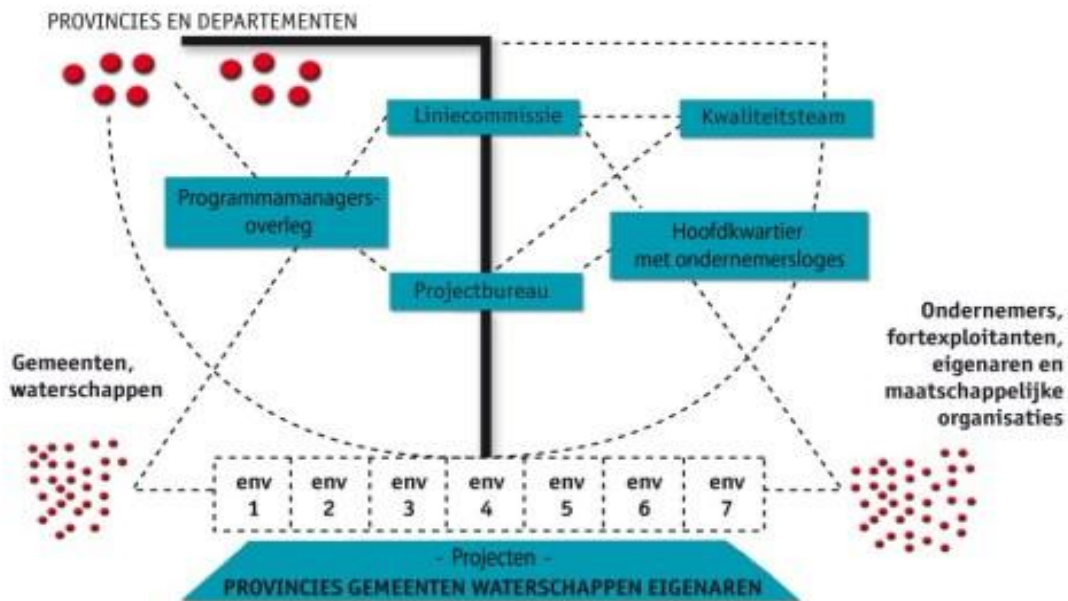 PROVINCIES EN DEPARTEMENTEN
Liniecommissie
Kwaliteitsteam
Programmamanagers-
overleg
Hoofdkwartier
met ondernemersloges
Projectbureau
Ondernemers,
fortexploitanten,
eigenaren en
maatschappelijke
organisaties
Gemeenten,
waterschappen
env
1
env
2
env
3
env
4
env
5
env
6
env
7
- Projecten -
PROVINCIES GEMEENTEN WATERSCHAPPEN EIGENAREN